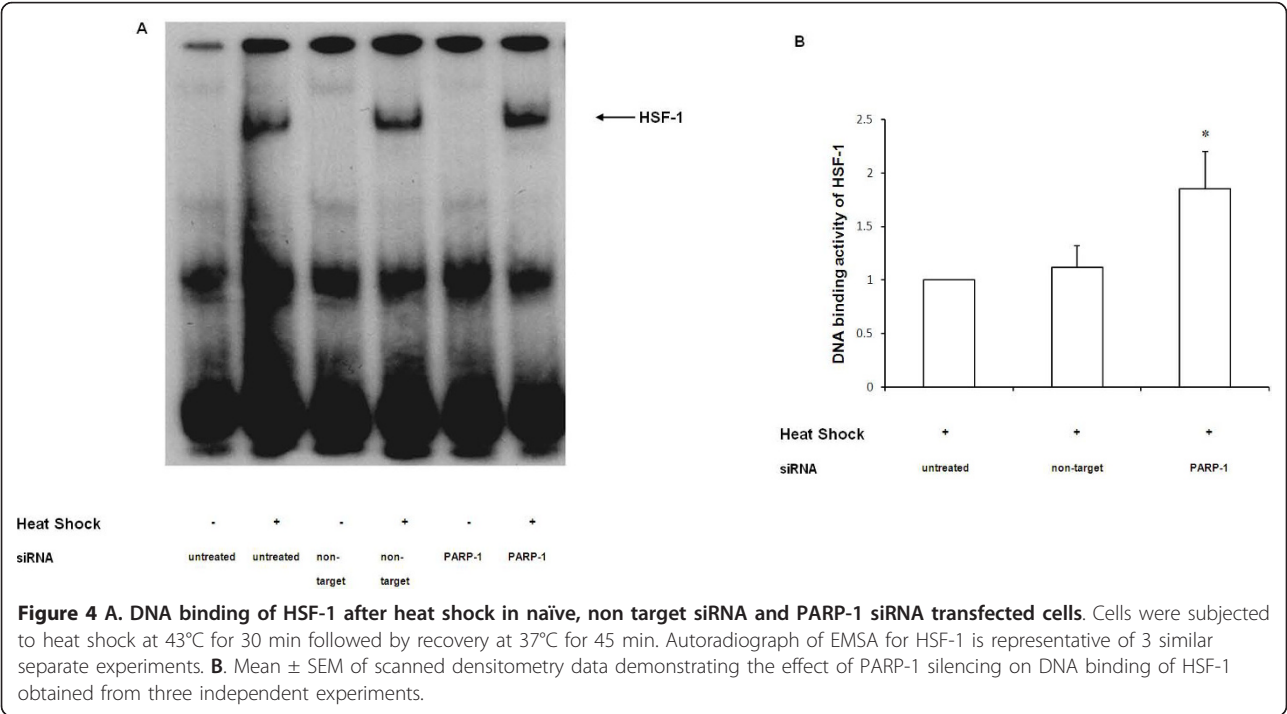 A
HSF-1
Heat Shock - + - + - +
siRNA untreated untreated non-target non-target PARP-1 PARP-1
B
DNA binding activity of HSF-1
2.5
2
1.5
1
0.5
0
*
Heat Shock + + +
siRNA untreated non-target PARP-1
Figure 4 A. DNA binding of HSF-1 after heat shock in naïve, non target siRNA and PARP-1 siRNA transfected cells. Cells were subjected
to heat shock at 43°C for 30 min followed by recovery at 37°C for 45 min. Autoradiograph of EMSA for HSF-1 is representative of 3 similar
separate experiments. B. Mean ± SEM of scanned densitometry data demonstrating the effect of PARP-1 silencing on DNA binding of HSF-1
obtained from three independent experiments.